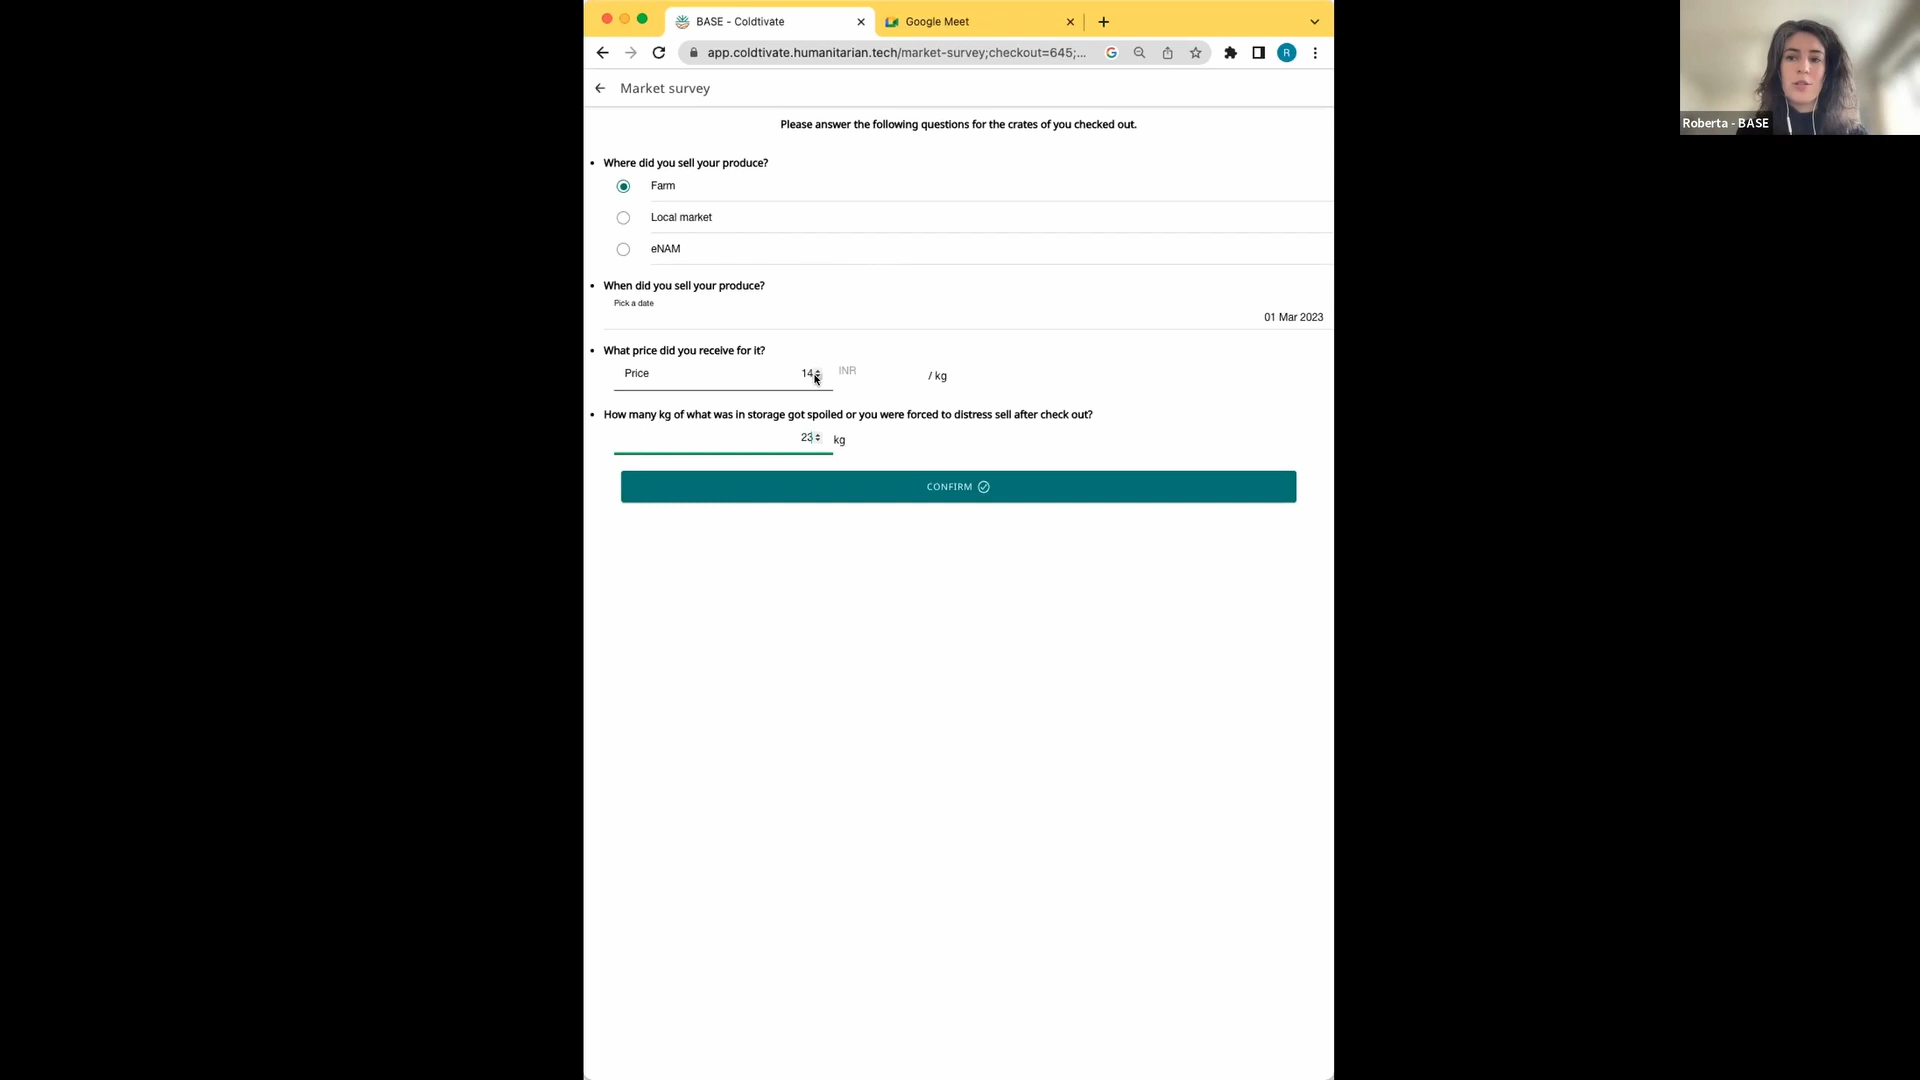 BASE - Coldtivate
Google Meet
app.coldtivate.humanitarian.tech/market-survey;checkout=645;...
R
Market survey
Roberta - BASE
Please answer the following questions for the crates of you checked out.
• Where did you sell your produce?
Farm
Local market
eNAM
• When did you sell your produce?
Pick a date
01 Mar 2023
• What price did you receive for it?
Price 14 INR / kg
• How many kg of what was in storage got spoiled or you were forced to distress sell after check out?
23 kg
CONFIRM